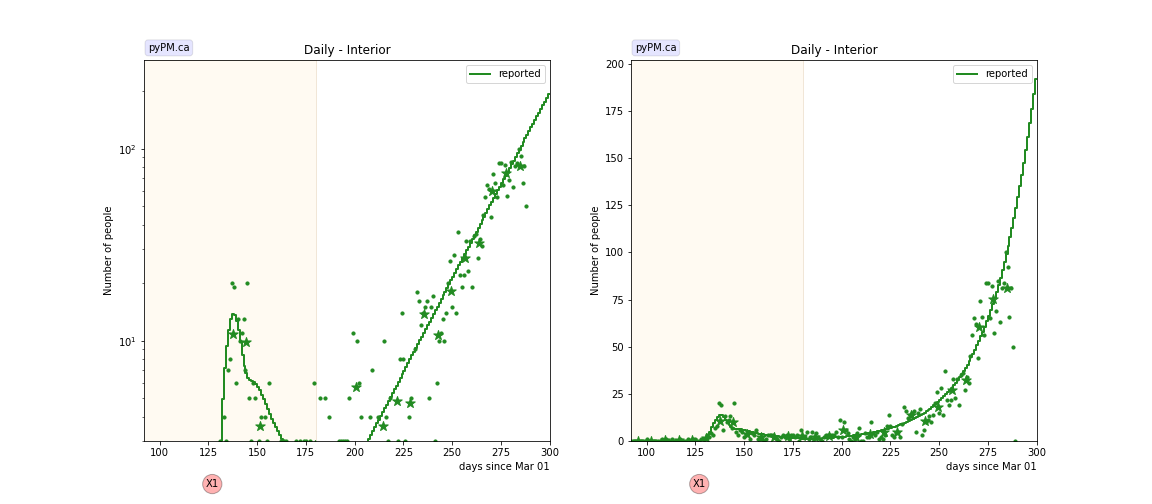 pyPM.ca
Daily - Interior
reported
Number of people
10²
10¹
100 125 150 175 200 225 250 275 300
days since Mar 01
X1
pyPM.ca
Daily - Interior
reported
Number of people
200
175
150
125
100
75
50
25
0
100 125 150 175 200 225 250 275 300
days since Mar 01
X1